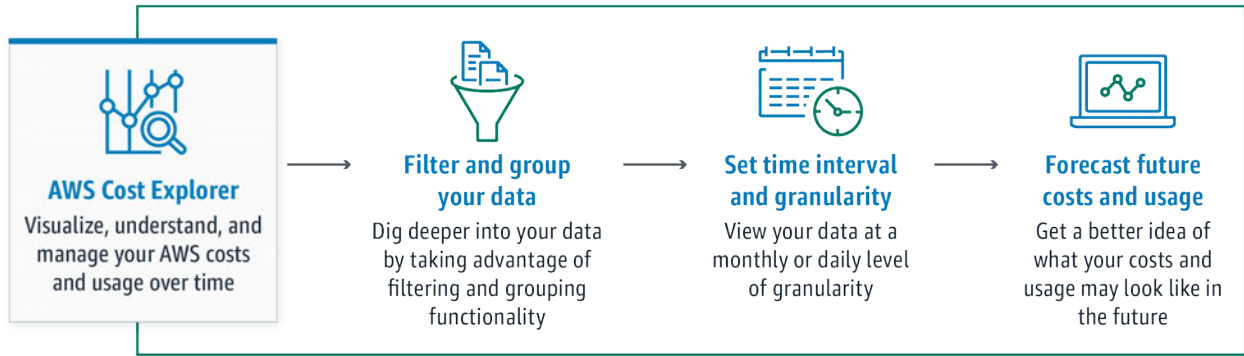 AWS Cost Explorer
Visualize, understand, and
manage your AWS costs
and usage over time
Filter and group
your data
Dig deeper into your data
by taking advantage of
filtering and grouping
functionality
Set time interval
and granularity
View your data at a
monthly or daily level
of granularity
Forecast future
costs and usage
Get a better idea of
what your costs and
usage may look like in
the future